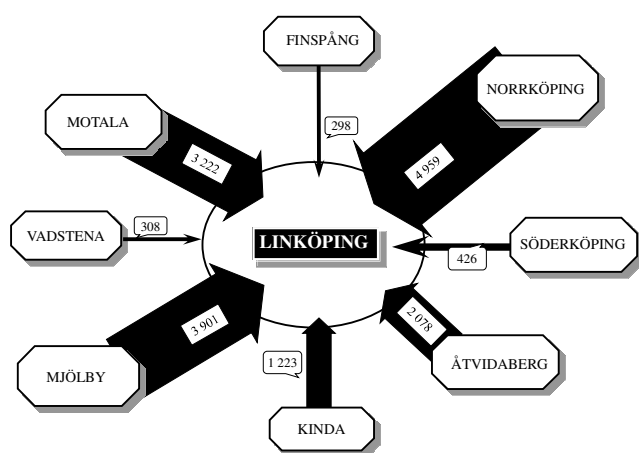 FINSPÅNG
NORRKÖPING
MOTALA
298
3 222
4 959
VADSTENA
308
LINKÖPING
SÖDERKÖPING
426
3 901
2 078
1 223
MJÖLBY
ÅTVIDABERG
KINDA